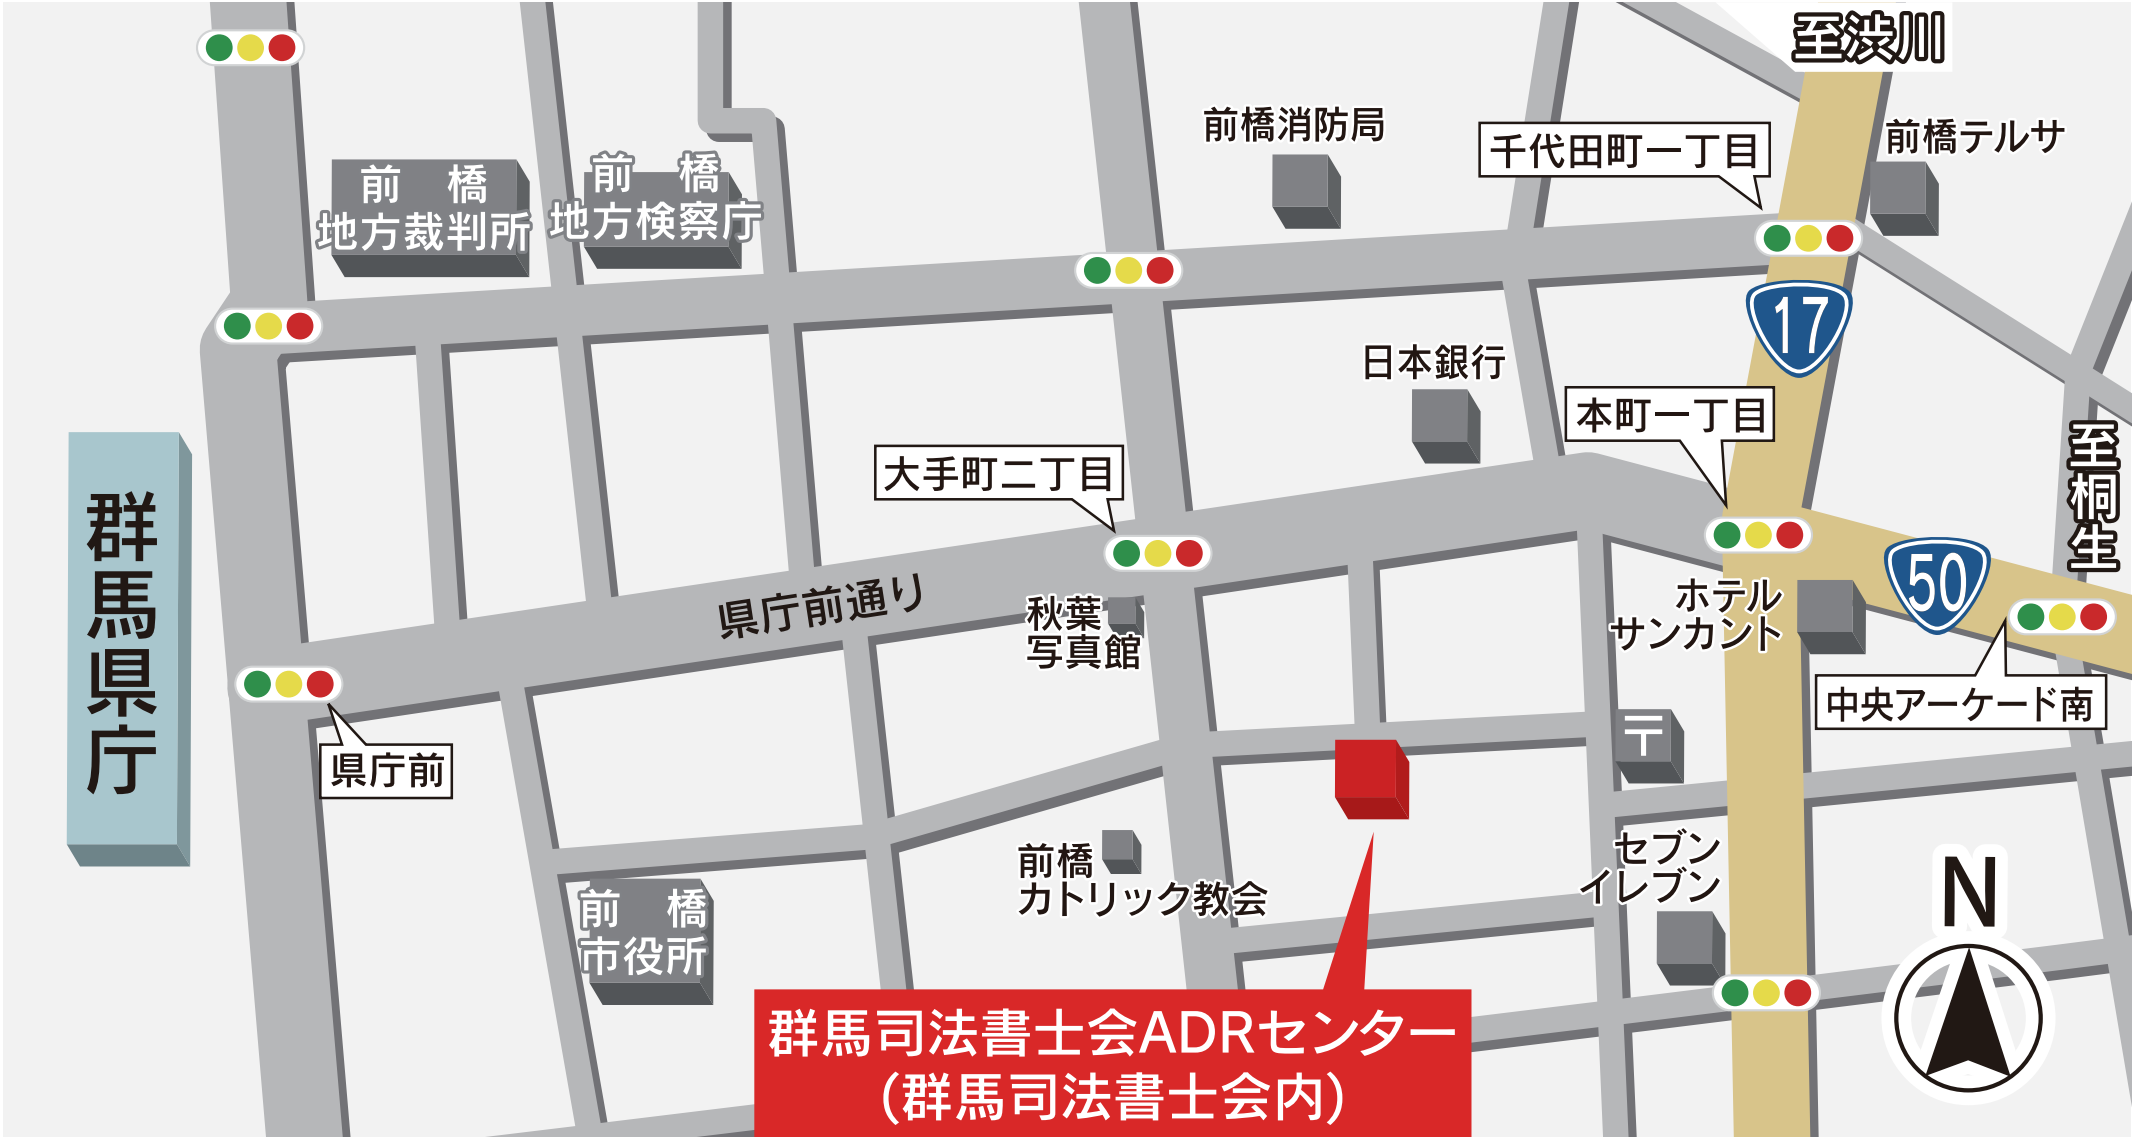 至渋川
前橋消防局
千代田町一丁目
前橋テルサ
前　橋
地方裁判所
前　橋
地方検察庁
17
日本銀行
本町一丁目
大手町二丁目
至桐生
群馬県庁
県庁前通り
秋葉
写真館
ホテル
サンカント
50
中央アーケード南
県庁前
〒
セブン
イレブン
前橋
カトリック教会
前　橋
市役所
N
群馬司法書士会ADRセンター
(群馬司法書士会内)